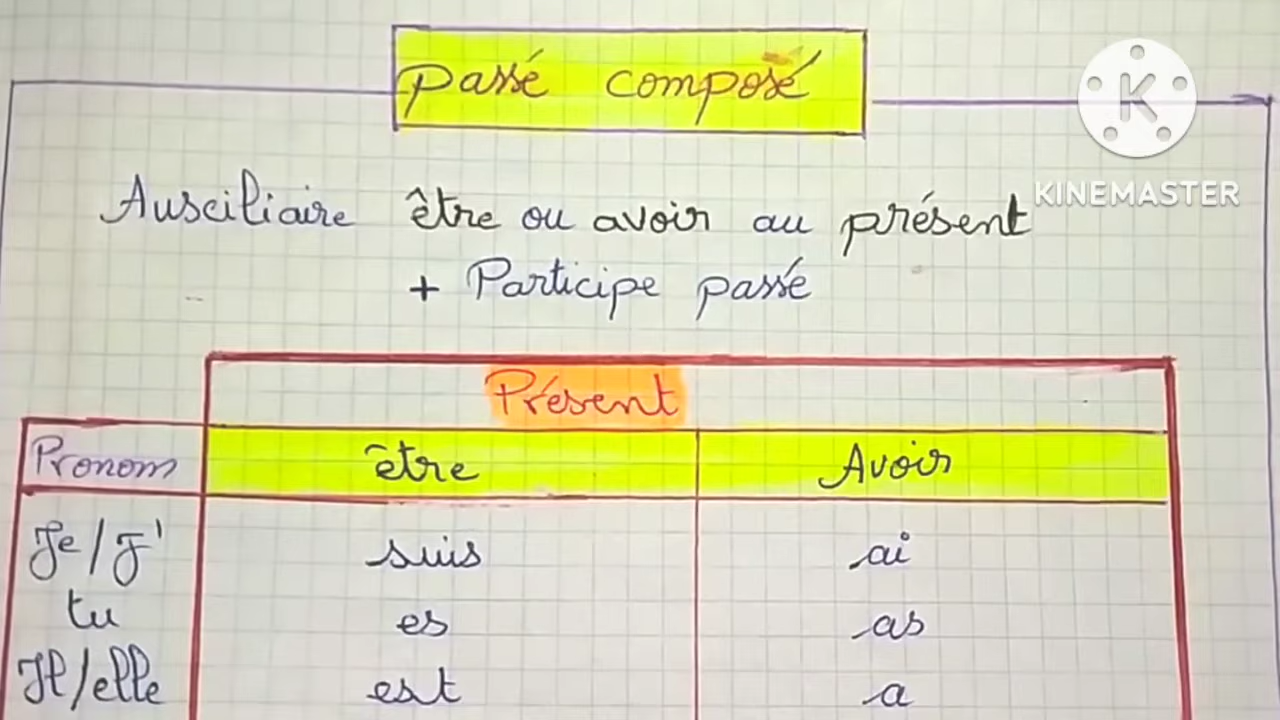 Passé composé
K
KINEMASTER
Auxciliaire être ou avoir au présent
+ Participe passé
Présent
Pronom être Avoir
Je/J' suis ai
tu es as
Il/elle est a